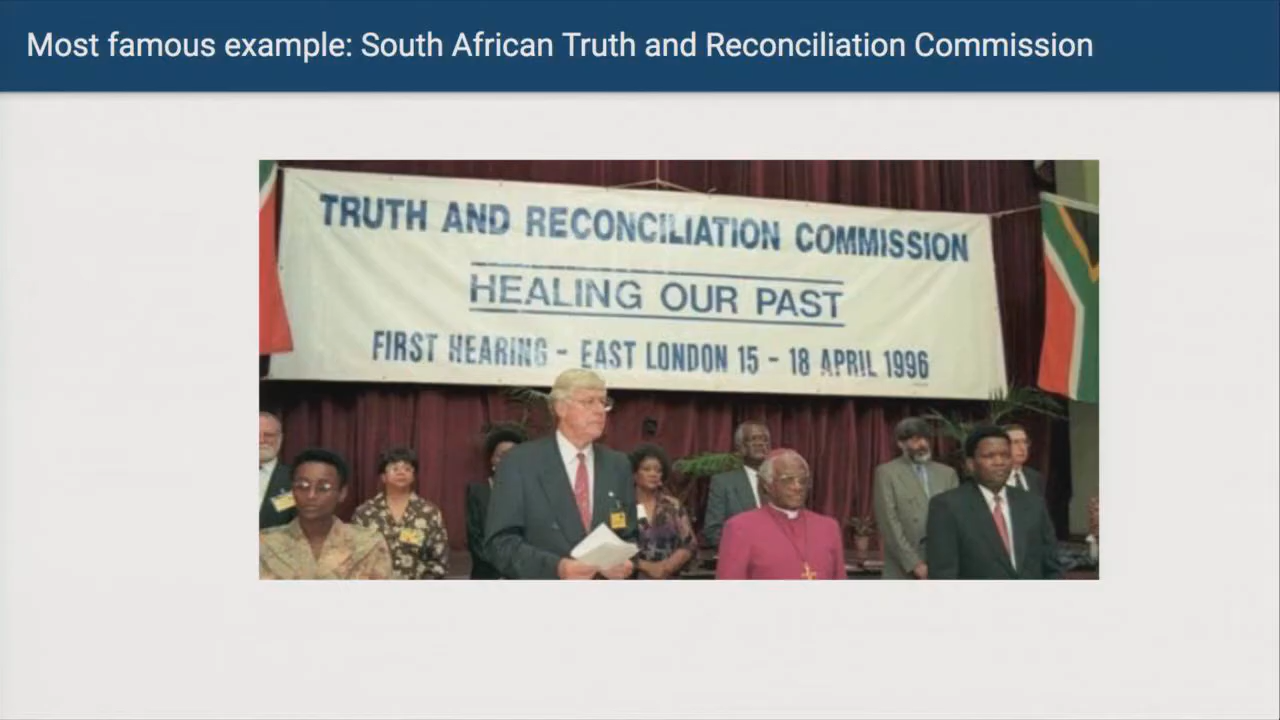 Most famous example: South African Truth and Reconciliation Commission
TRUTH AND RECONCILIATION COMMISSION
HEALING OUR PAST
FIRST HEARING - EAST LONDON 15 - 18 APRIL 1996